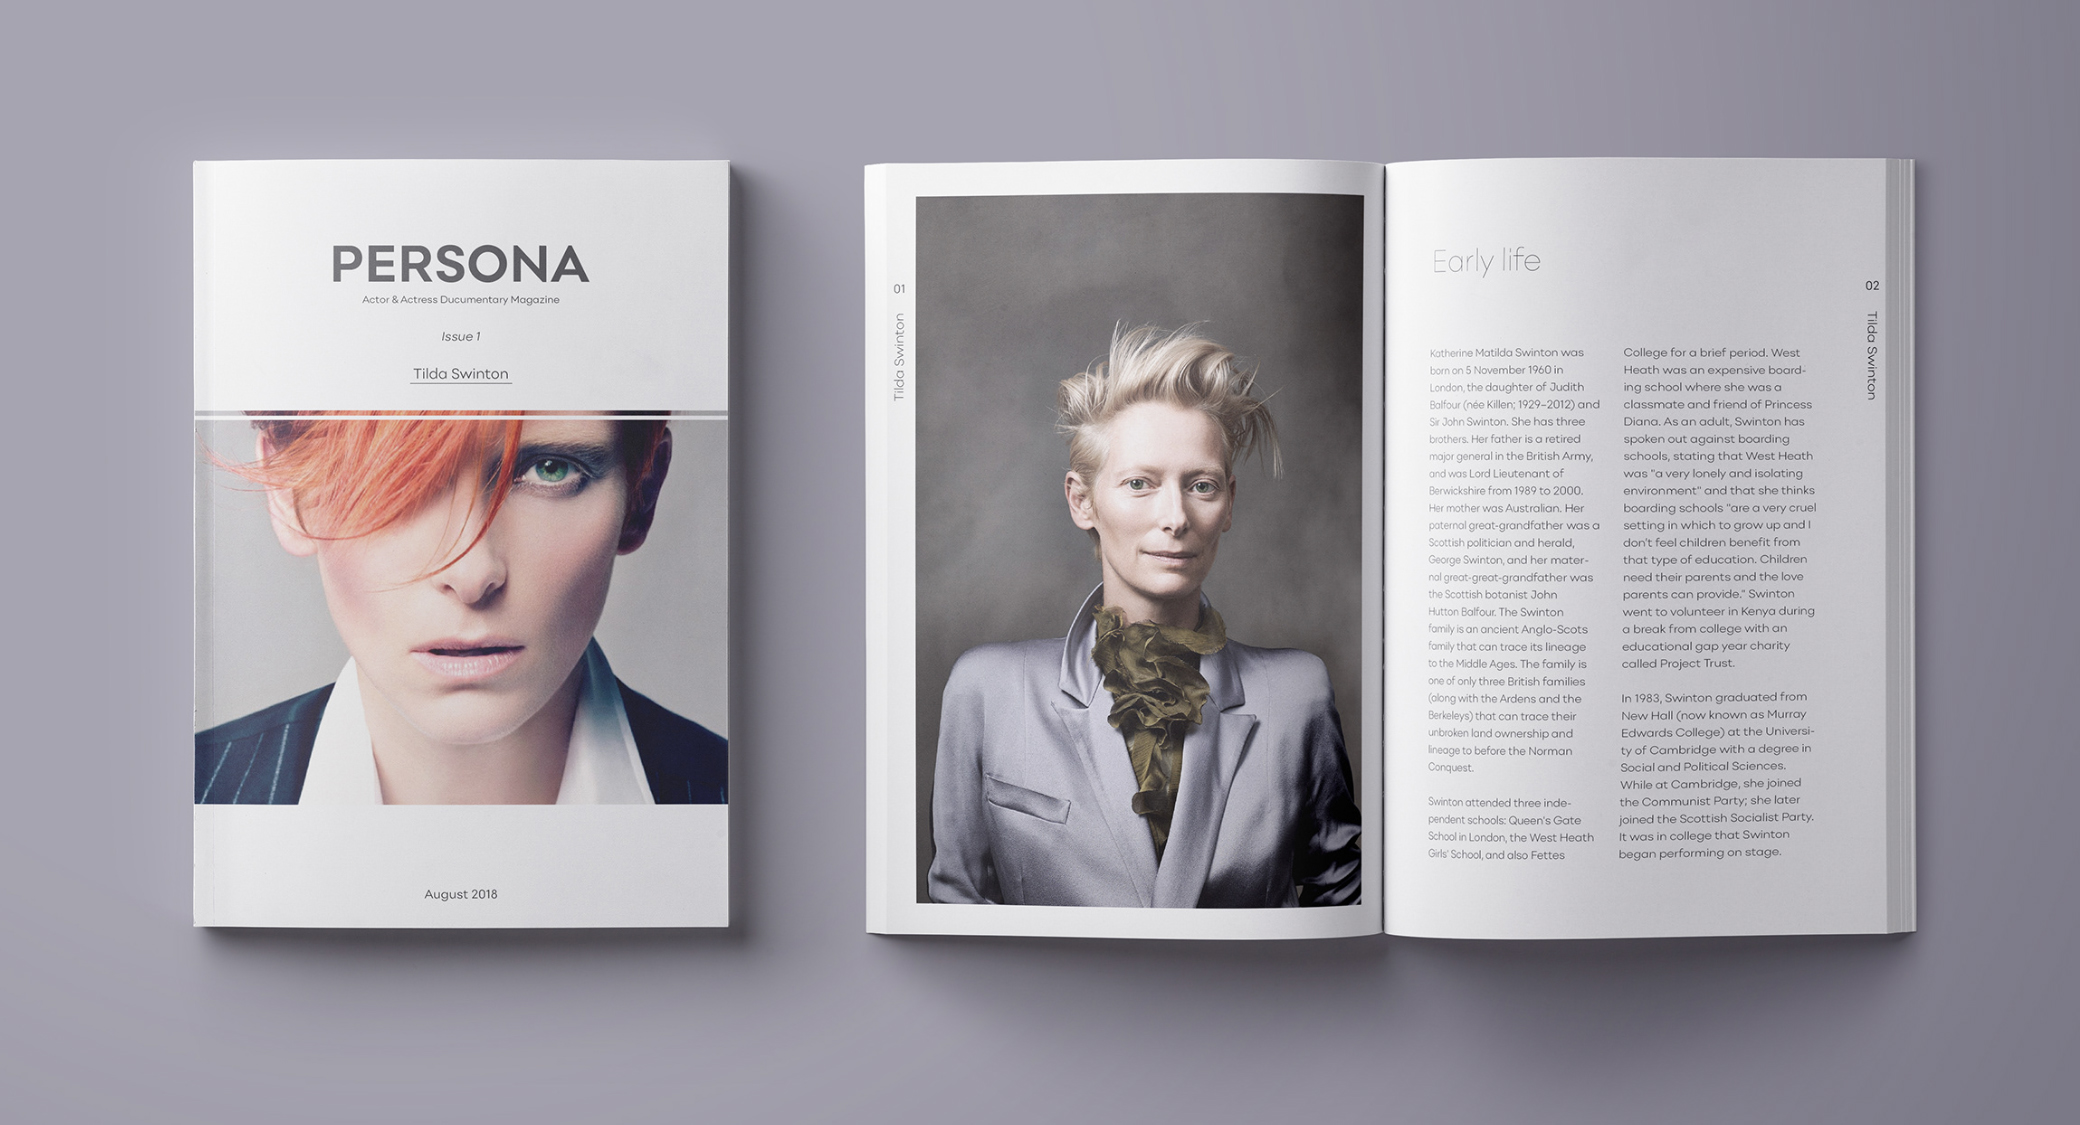 PERSONA
Actor & Actress Ducumentary Magazine
Issue 1
Tilda Swinton
August 2018
01
Tilda Swinton
Early life
Katherine Matilda Swinton was
born on 5 November 1960 in
London, the daughter of Judith
Balfour (née Killen; 1929–2012) and
Sir John Swinton. She has three
brothers. Her father is a retired
major general in the British Army,
and was Lord Lieutenant of
Berwickshire from 1989 to 2000.
Her mother was Australian. Her
paternal great-grandfather was a
Scottish politician and herald,
George Swinton, and her mater-
nal great-great-grandfather was
the Scottish botanist John
Hutton Balfour. The Swinton
family is an ancient Anglo-Scots
family that can trace its lineage
to the Middle Ages. The family is
one of only three British families
(along with the Ardens and the
Berkeleys) that can trace their
unbroken land ownership and
lineage to before the Norman
Conquest.
Swinton attended three inde-
pendent schools: Queen's Gate
School in London, the West Heath
Girls' School, and also Fettes
College for a brief period. West
Heath was an expensive board-
ing school where she was a
classmate and friend of Princess
Diana. As an adult, Swinton has
spoken out against boarding
schools, stating that West Heath
was "a very lonely and isolating
environment" and that she thinks
boarding schools "are a very cruel
setting in which to grow up and I
don't feel children benefit from
that type of education. Children
need their parents and the love
parents can provide." Swinton
went to volunteer in Kenya during
a break from college with an
educational gap year charity
called Project Trust.
In 1983, Swinton graduated from
New Hall (now known as Murray
Edwards College) at the Universi-
ty of Cambridge with a degree in
Social and Political Sciences.
While at Cambridge, she joined
the Communist Party; she later
joined the Scottish Socialist Party.
It was in college that Swinton
began performing on stage.
02
Tilda Swinton